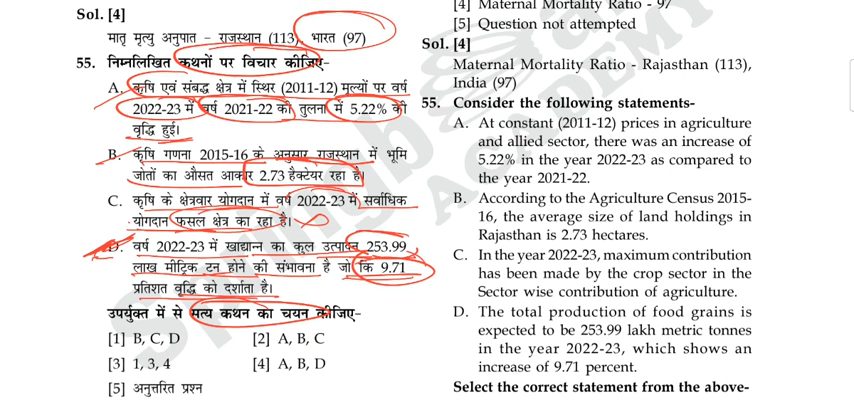 Sol. [4]
मातृ मृत्यु अनुपात – राजस्थान (113), भारत (97)
55. निम्नलिखित कथनों पर विचार कीजिए-
A. कृषि एवं संबद्ध क्षेत्र में स्थिर (2011-12) मूल्यों पर वर्ष
2022-23 में वर्ष 2021-22 की तुलना में 5.22% की
वृद्धि हुई।
B. कृषि गणना 2015-16 के अनुसार राजस्थान में भूमि
जोतों का औसत आकार 2.73 हैक्टेयर रहा है।
C. कृषि के क्षेत्रवार योगदान में वर्ष 2022-23 में सर्वाधिक
योगदान फसल क्षेत्र का रहा है।
D. वर्ष 2022-23 में खाद्यान्न का कुल उत्पादन 253.99
लाख मीट्रिक टन होने की संभावना है जो कि 9.71
प्रतिशत वृद्धि को दर्शाता है।
उपर्युक्त में से सत्य कथन का चयन कीजिए-
[1] B, C, D [2] A, B, C
[3] 1, 3, 4 [4] A, B, D
[5] अनुत्तरित प्रश्न
[4] Maternal Mortality Ratio - 97
[5] Question not attempted
Sol. [4]
Maternal Mortality Ratio - Rajasthan (113),
India (97)
55. Consider the following statements-
A. At constant (2011-12) prices in agriculture
and allied sector, there was an increase of
5.22% in the year 2022-23 as compared to
the year 2021-22.
B. According to the Agriculture Census 2015-
16, the average size of land holdings in
Rajasthan is 2.73 hectares.
C. In the year 2022-23, maximum contribution
has been made by the crop sector in the
Sector wise contribution of agriculture.
D. The total production of food grains is
expected to be 253.99 lakh metric tonnes
in the year 2022-23, which shows an
increase of 9.71 percent.
Select the correct statement from the above-
ACADEMY